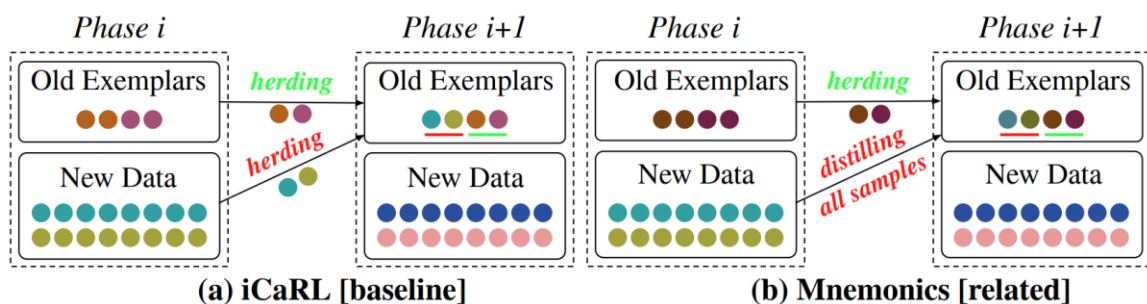 Phase i
Phase i+1
Old Exemplars
herding
Old Exemplars
herding
New Data
New Data
(a) iCaRL [baseline]
Phase i
Phase i+1
Old Exemplars
herding
Old Exemplars
distilling
all samples
New Data
New Data
(b) Mnemonics [related]